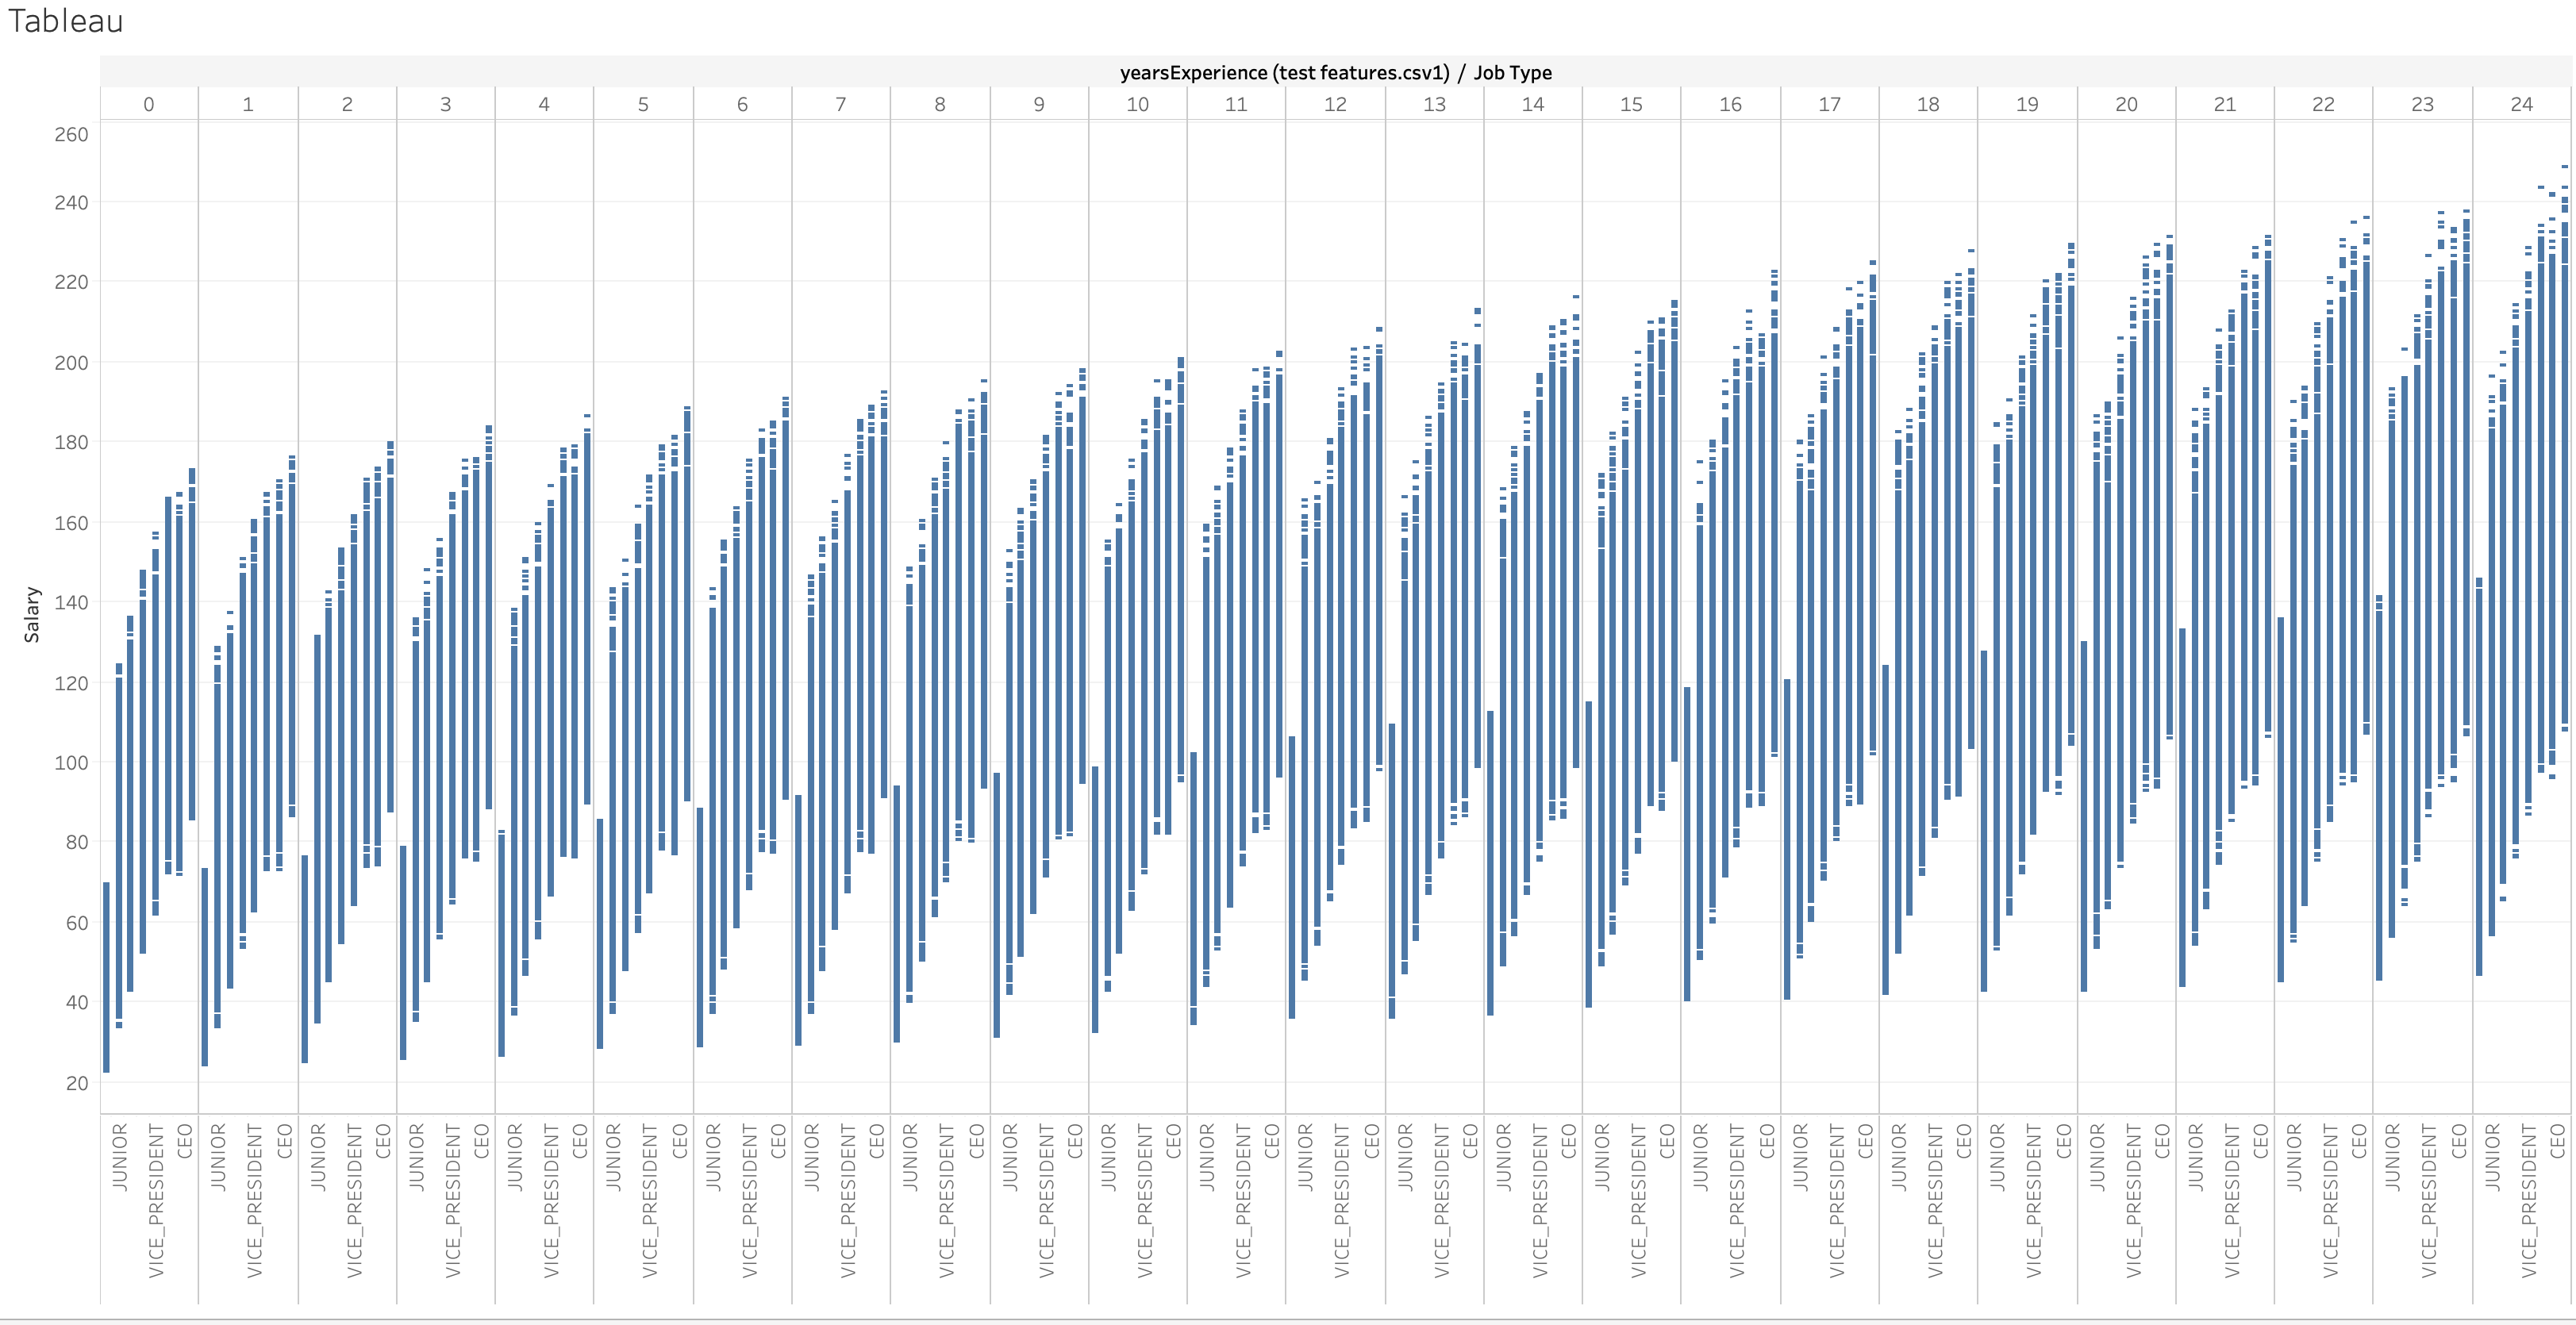 Tableau
yearsExperience (test features.csv1) / Job Type
0 1 2 3 4 5 6 7 8 9 10 11 12 13 14 15 16 17 18 19 20 21 22 23 24
260
240
220
200
180
160
140
120
100
80
60
40
20
Salary
JUNIOR VICE_PRESIDENT CEO JUNIOR VICE_PRESIDENT CEO JUNIOR VICE_PRESIDENT CEO JUNIOR VICE_PRESIDENT CEO JUNIOR VICE_PRESIDENT CEO JUNIOR VICE_PRESIDENT CEO JUNIOR VICE_PRESIDENT CEO JUNIOR VICE_PRESIDENT CEO JUNIOR VICE_PRESIDENT CEO JUNIOR VICE_PRESIDENT CEO JUNIOR VICE_PRESIDENT CEO JUNIOR VICE_PRESIDENT CEO JUNIOR VICE_PRESIDENT CEO JUNIOR VICE_PRESIDENT CEO JUNIOR VICE_PRESIDENT CEO JUNIOR VICE_PRESIDENT CEO JUNIOR VICE_PRESIDENT CEO JUNIOR VICE_PRESIDENT CEO JUNIOR VICE_PRESIDENT CEO JUNIOR VICE_PRESIDENT CEO JUNIOR VICE_PRESIDENT CEO JUNIOR VICE_PRESIDENT CEO JUNIOR VICE_PRESIDENT CEO JUNIOR VICE_PRESIDENT CEO JUNIOR VICE_PRESIDENT CEO